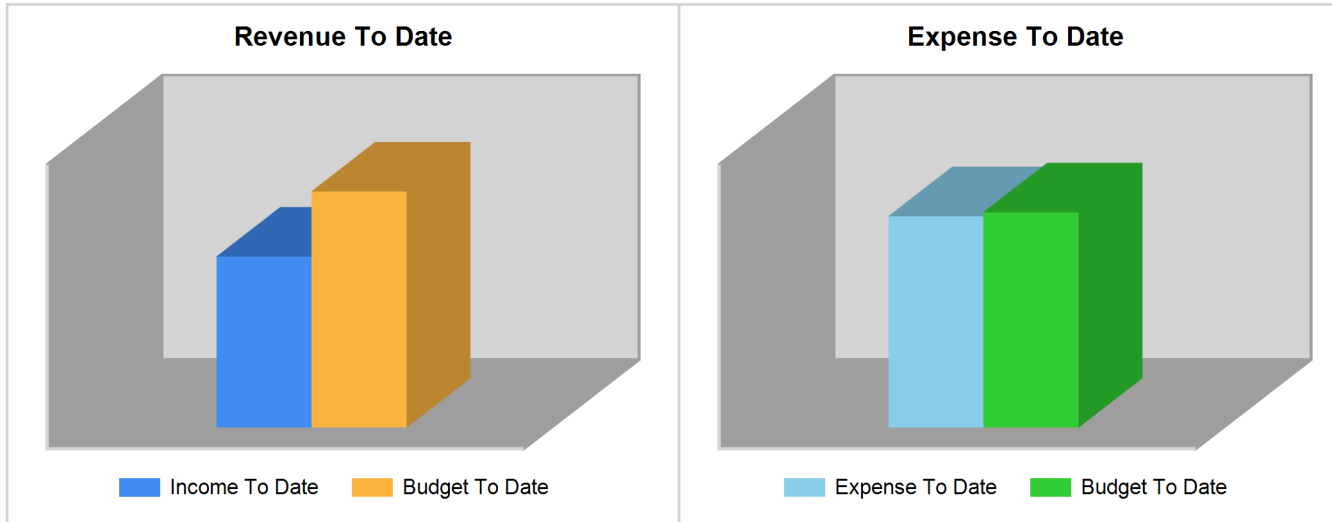 Revenue To Date
Income To Date
Budget To Date
Expense To Date
Expense To Date
Budget To Date